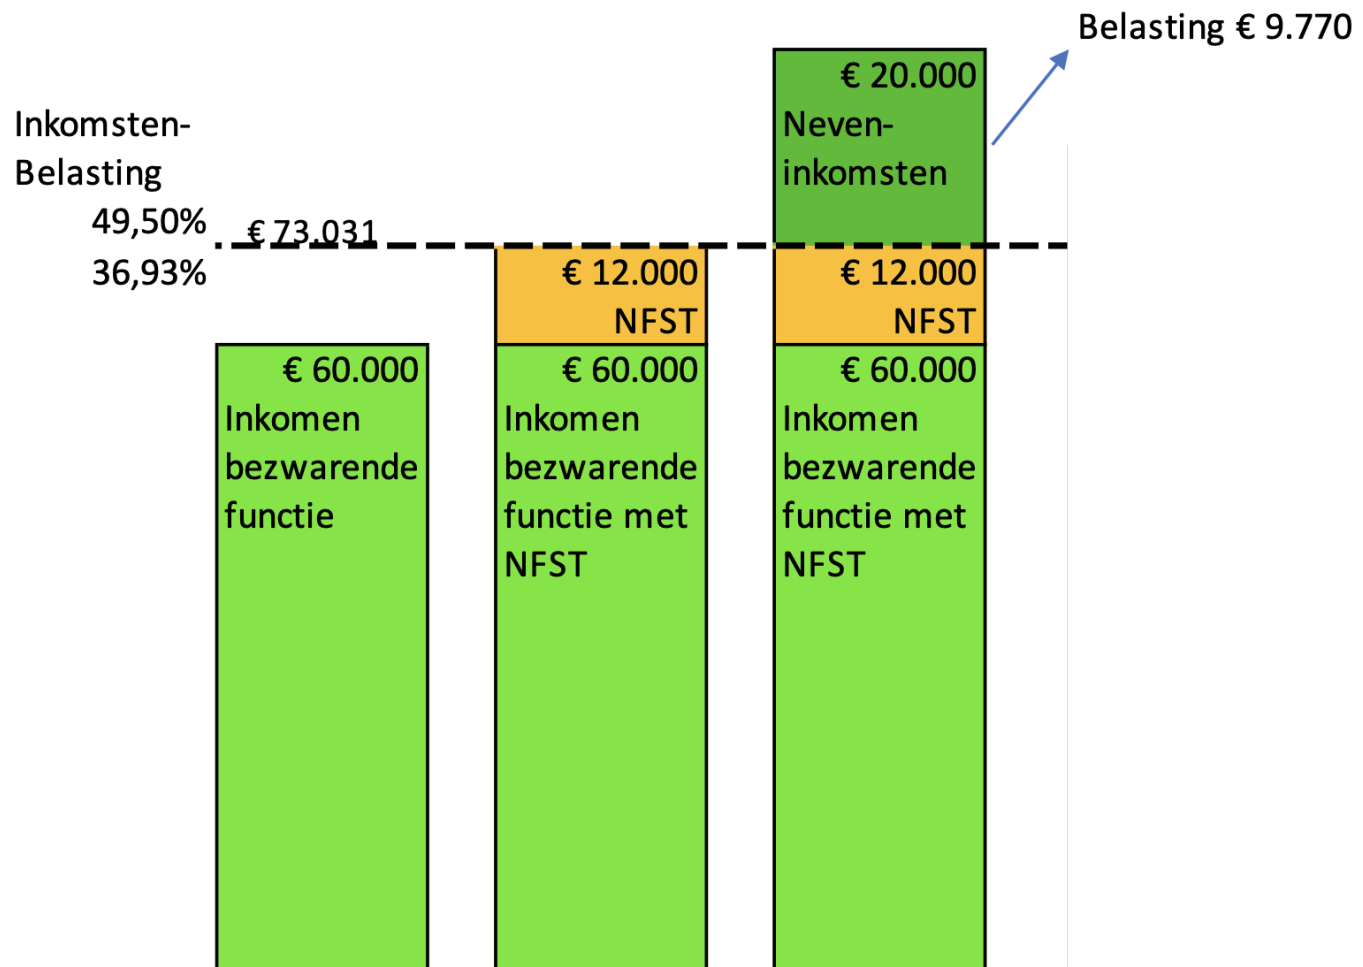 Belasting € 9.770
Inkomsten-
Belasting
49,50%
36,93%
€ 73.031
€ 60.000
Inkomen
bezwarende
functie
€ 12.000
NFST
€ 60.000
Inkomen
bezwarende
functie met
NFST
€ 20.000
Neven-
inkomsten
€ 12.000
NFST
€ 60.000
Inkomen
bezwarende
functie met
NFST